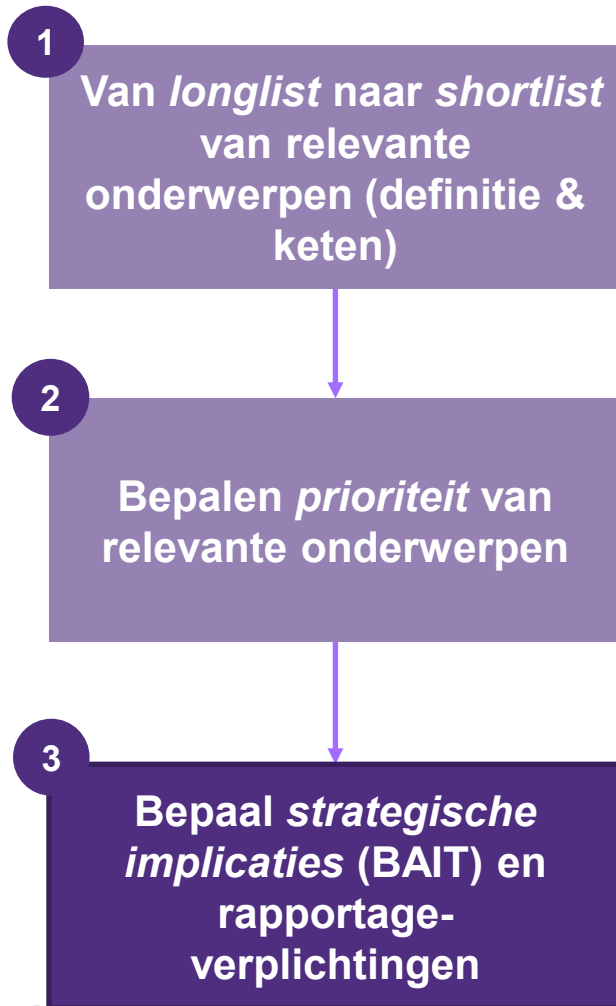 1
Van longlist naar shortlist
van relevante
onderwerpen (definitie &
keten)
2
Bepalen prioriteit van
relevante onderwerpen
3
Bepaal strategische
implicaties (BAIT) en
rapportage-
verplichtingen